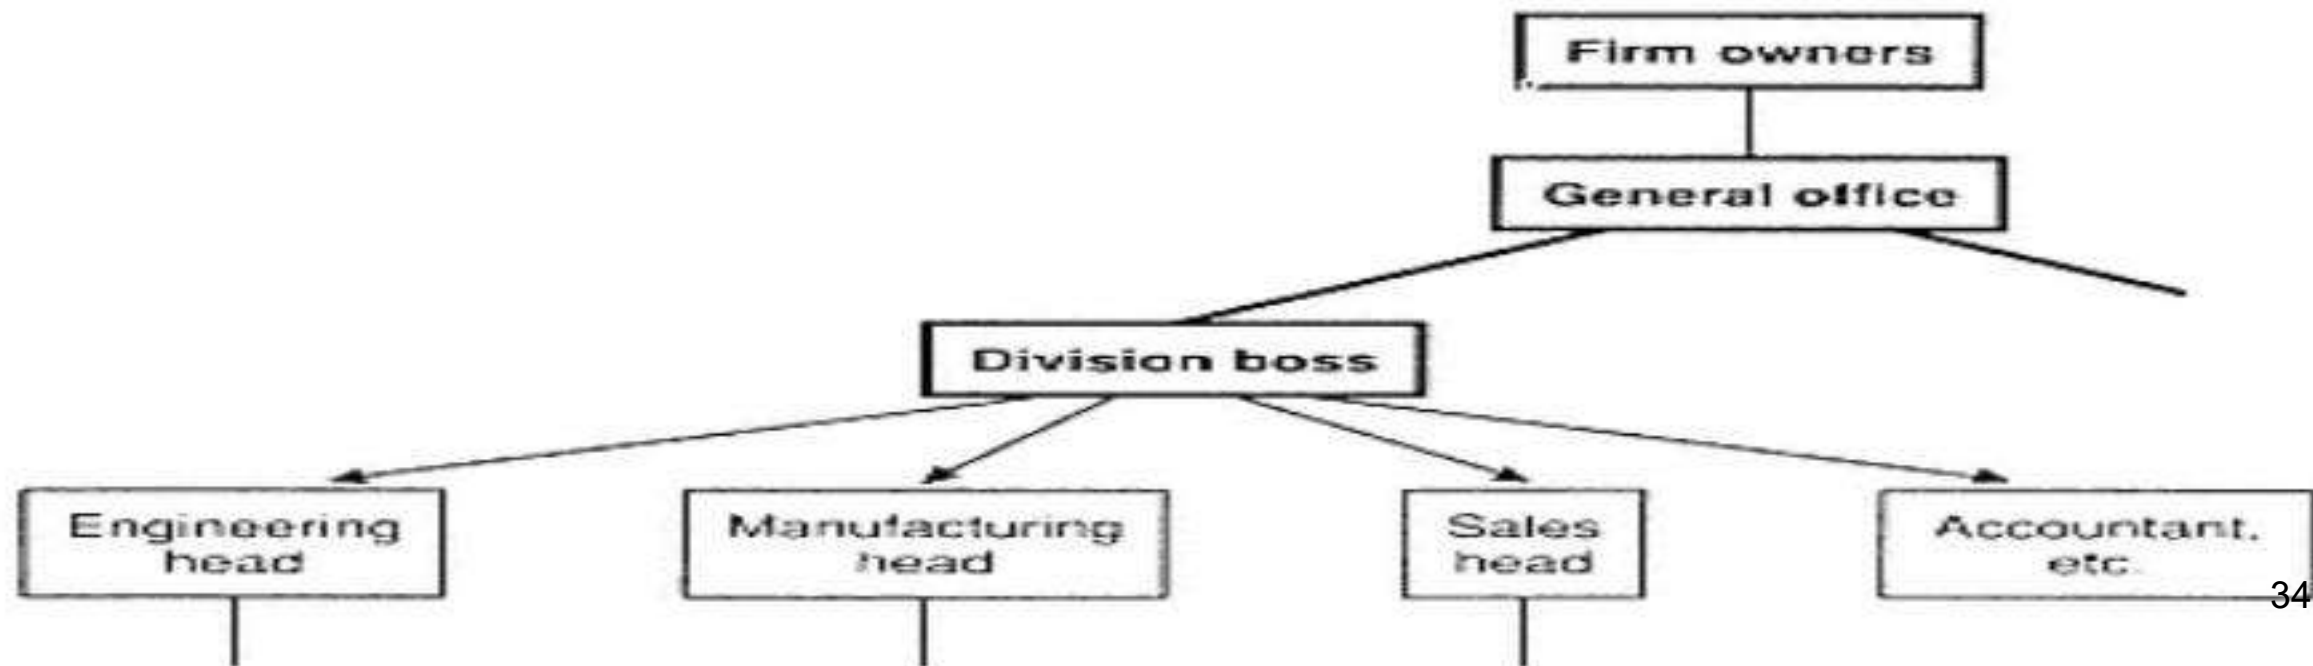 Firm owners
General office
Division boss
Engineering
head
Manufacturing
head
Sales
head
Accountant,
etc.
34